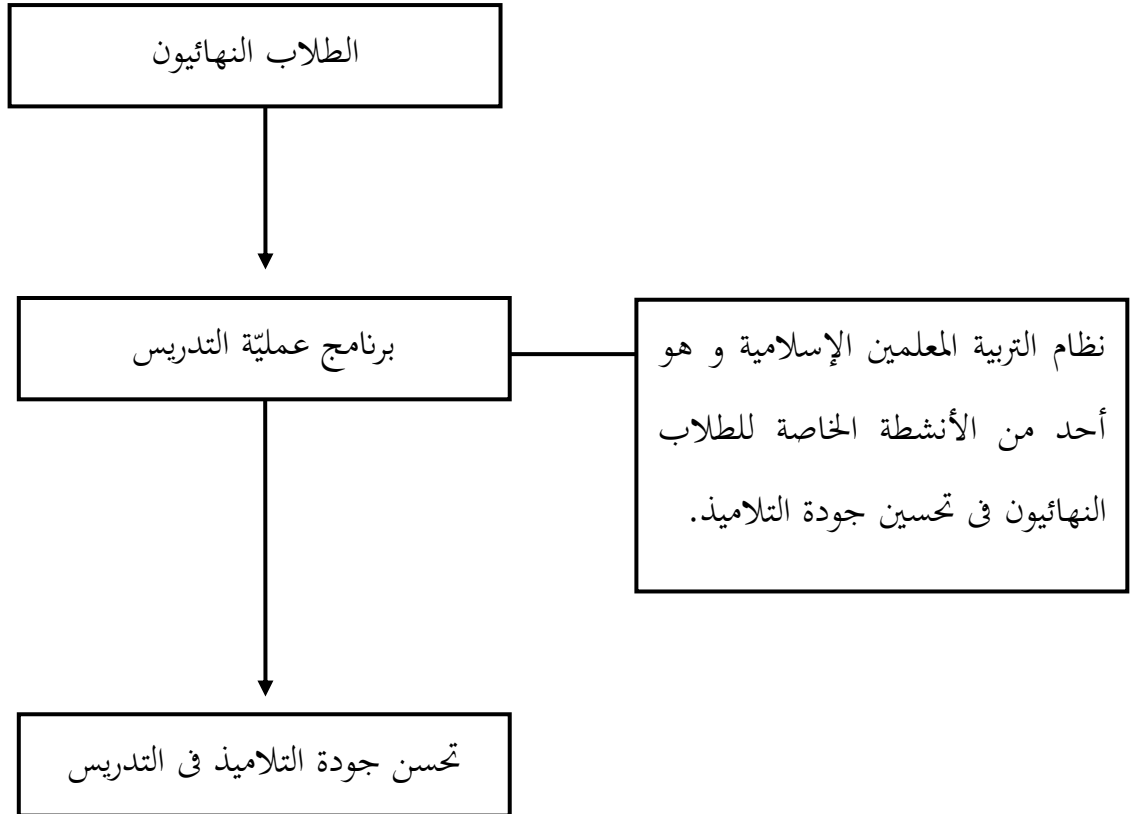 الطلاب النهائيون
برنامج عمليّة التدريس
نظام التربية المعلمين الإسلامية و هو
أحد من الأنشطة الخاصة للطلاب
النهائيون فى تحسين جودة التلاميذ.
تحسن جودة التلاميذ فى التدريس